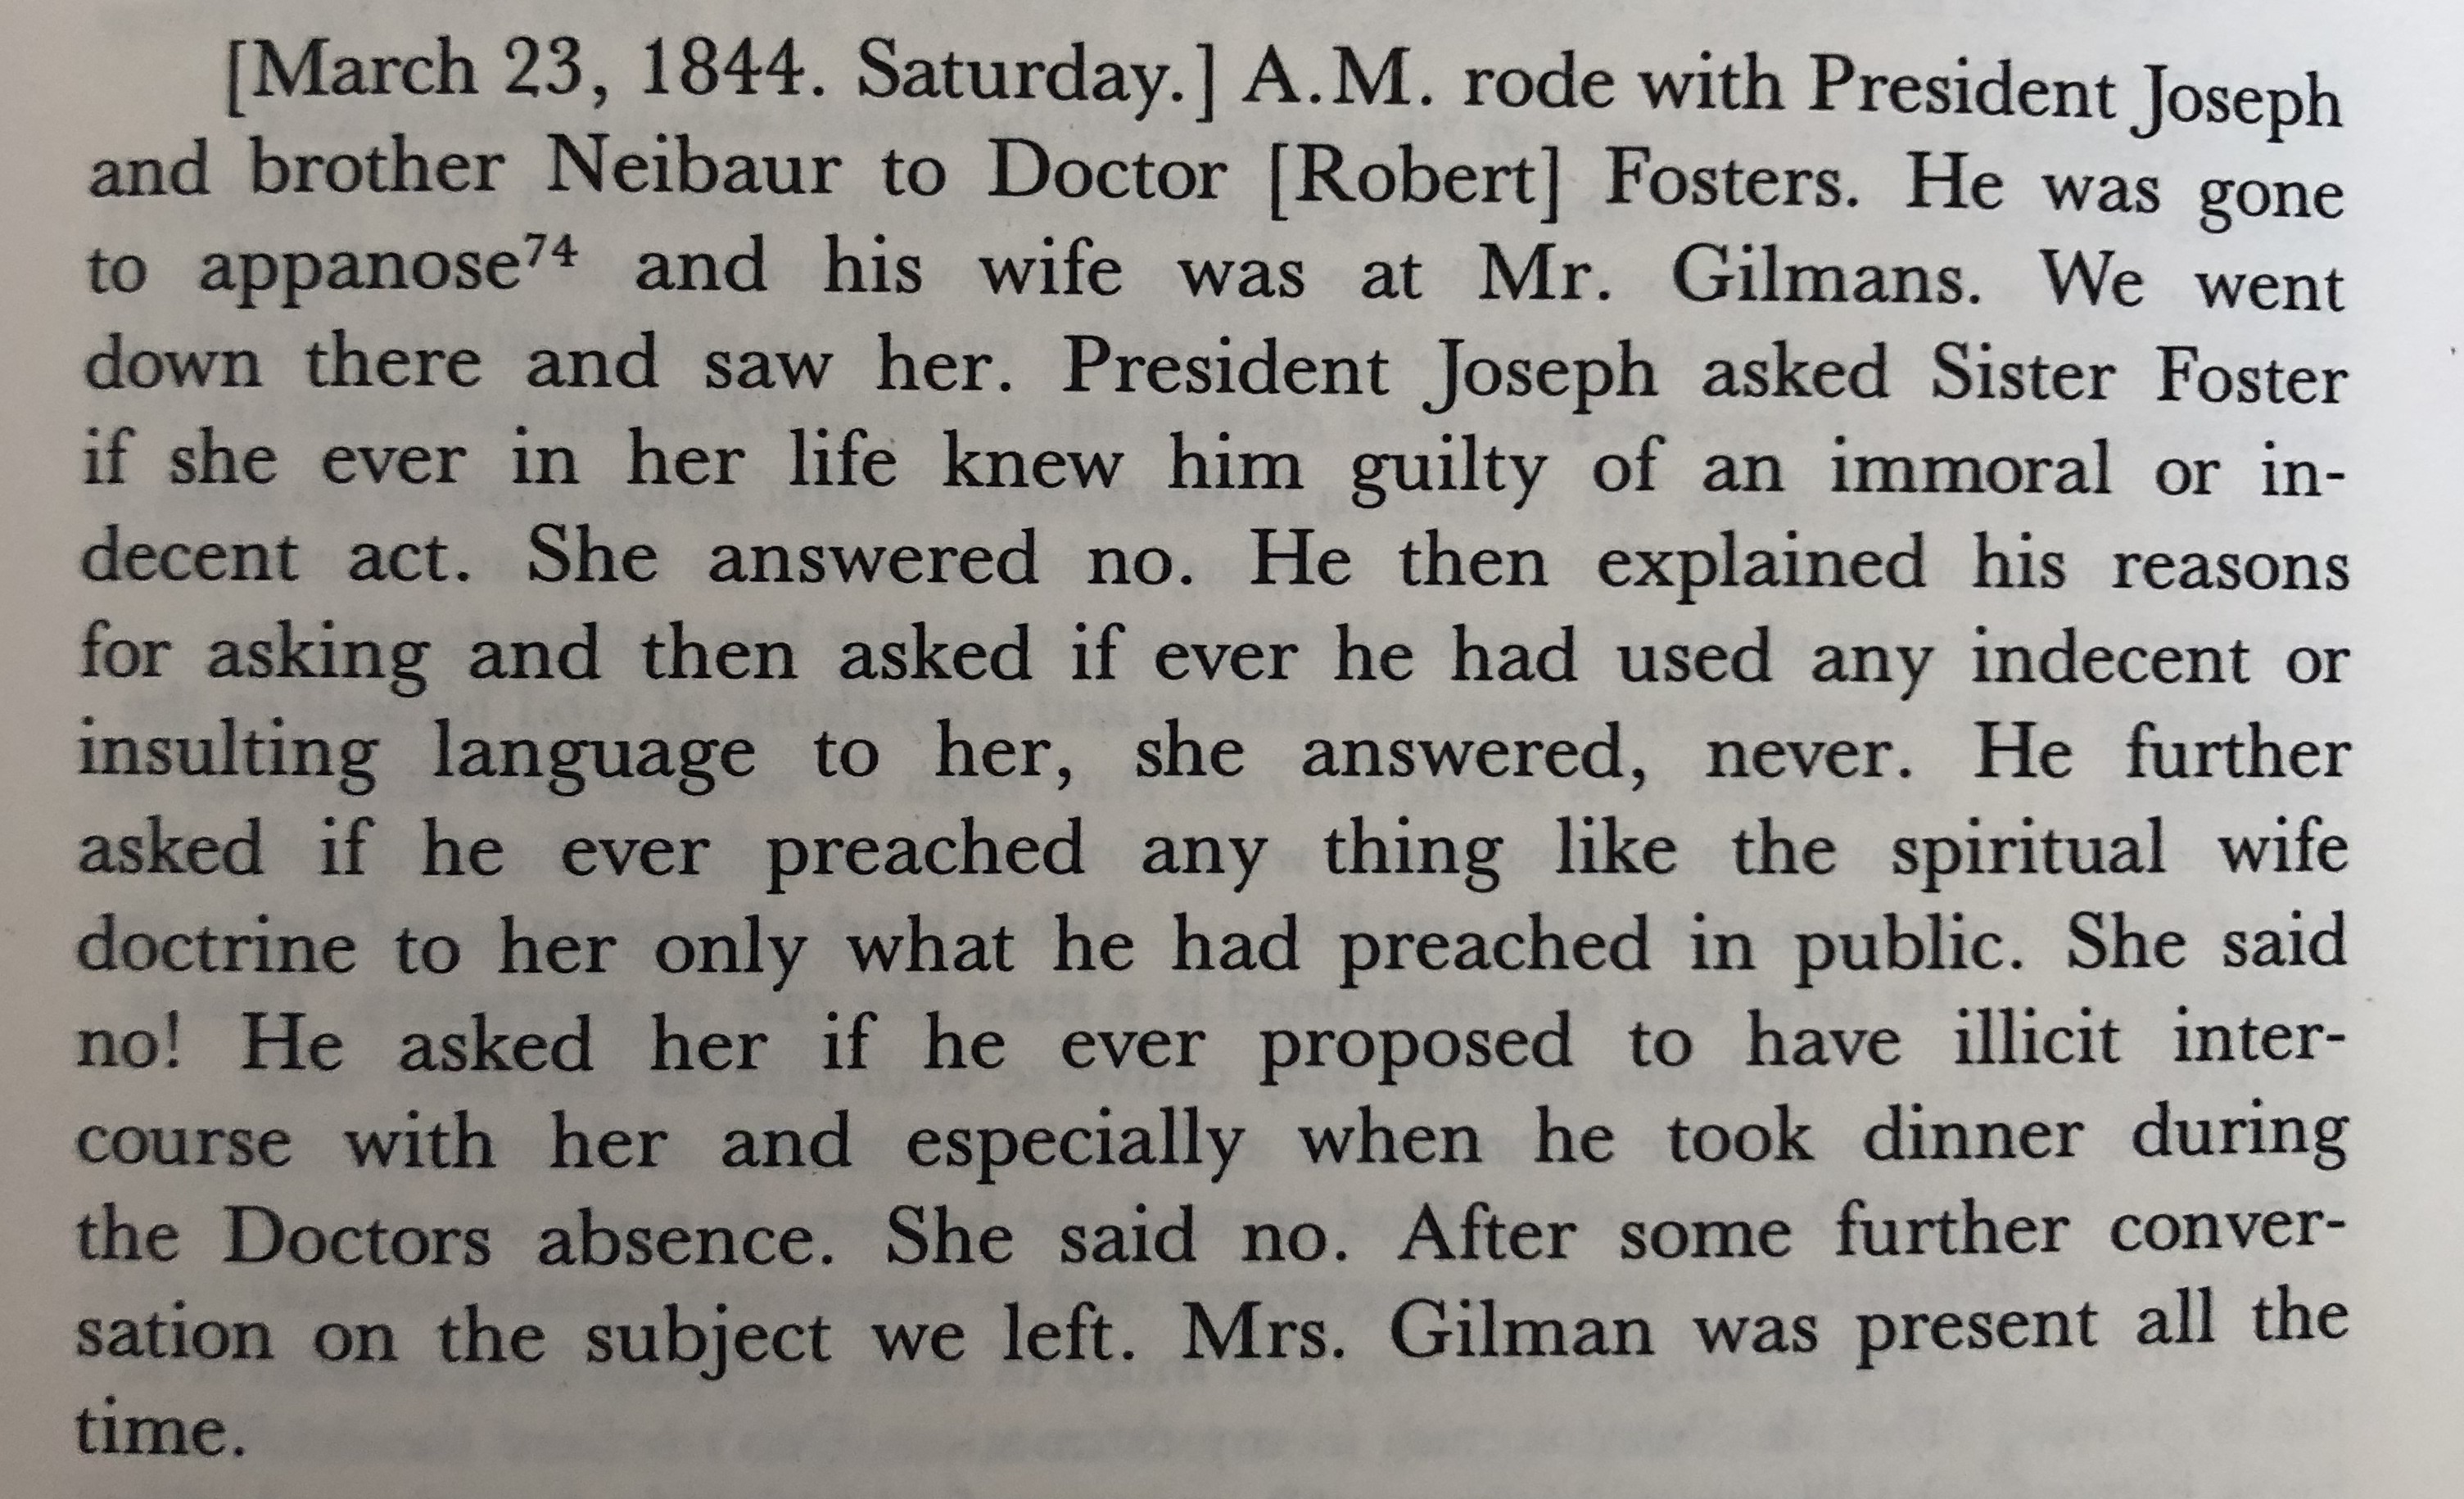 [March 23, 1844. Saturday.] A.M. rode with President Joseph
and brother Neibaur to Doctor [Robert] Fosters. He was gone
to appanose⁷⁴ and his wife was at Mr. Gilmans. We went
down there and saw her. President Joseph asked Sister Foster
if she ever in her life knew him guilty of an immoral or in-
decent act. She answered no. He then explained his reasons
for asking and then asked if ever he had used any indecent or
insulting language to her, she answered, never. He further
asked if he ever preached any thing like the spiritual wife
doctrine to her only what he had preached in public. She said
no! He asked her if he ever proposed to have illicit inter-
course with her and especially when he took dinner during
the Doctors absence. She said no. After some further conver-
sation on the subject we left. Mrs. Gilman was present all the
time.